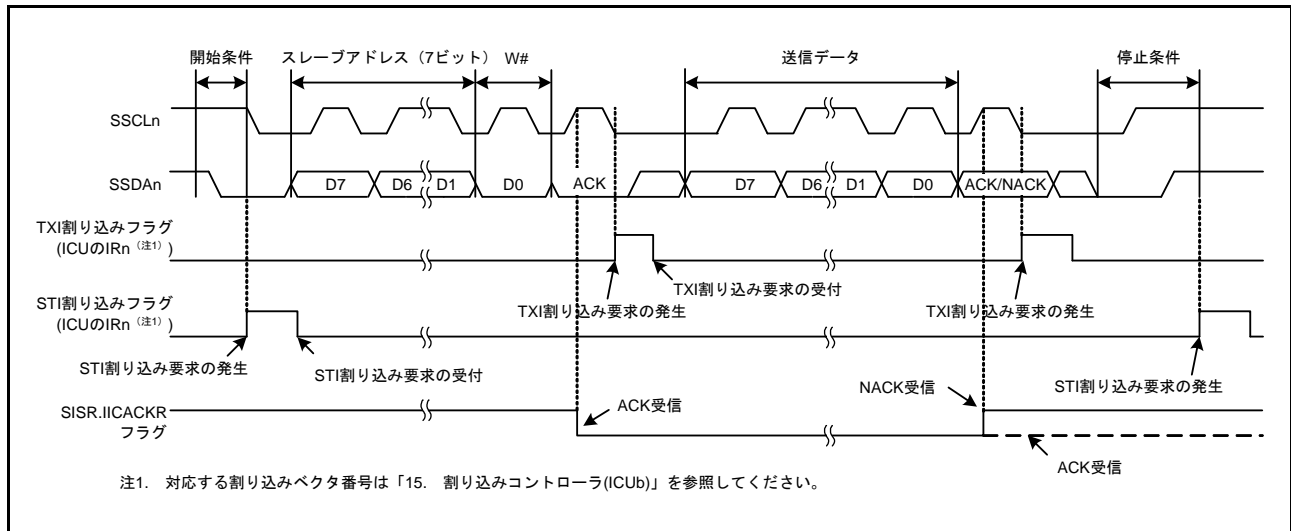 開始条件 スレーブアドレス（7ビット） W# 送信データ 停止条件
SSCLn
SSDAn D7 D6 D1 D0 ACK D7 D6 D1 D0 ACK/NACK
TXI割り込みフラグ
(ICUのIRn（注1）)
TXI割り込み要求の受付
TXI割り込み要求の発生 TXI割り込み要求の発生
STI割り込みフラグ
(ICUのIRn（注1）)
STI割り込み要求の発生 STI割り込み要求の受付 STI割り込み要求の発生
NACK受信
SISR.IICACKR
フラグ
ACK受信
ACK受信
注1. 対応する割り込みベクタ番号は「15. 割り込みコントローラ(ICUb)」を参照してください。